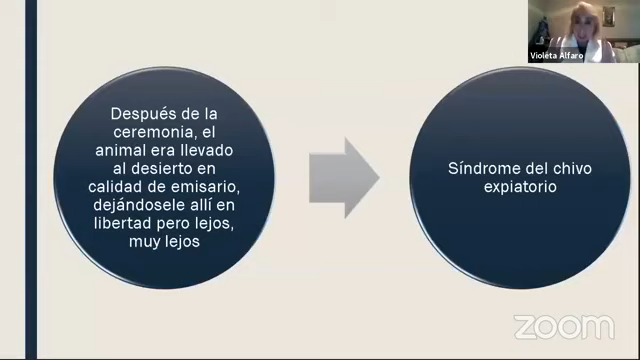 Violéta Alfaro
Después de la
ceremonia, el
animal era llevado
al desierto en
calidad de emisario,
dejándosele allí en
libertad pero lejos,
muy lejos
Síndrome del chivo
expiatorio
zoom